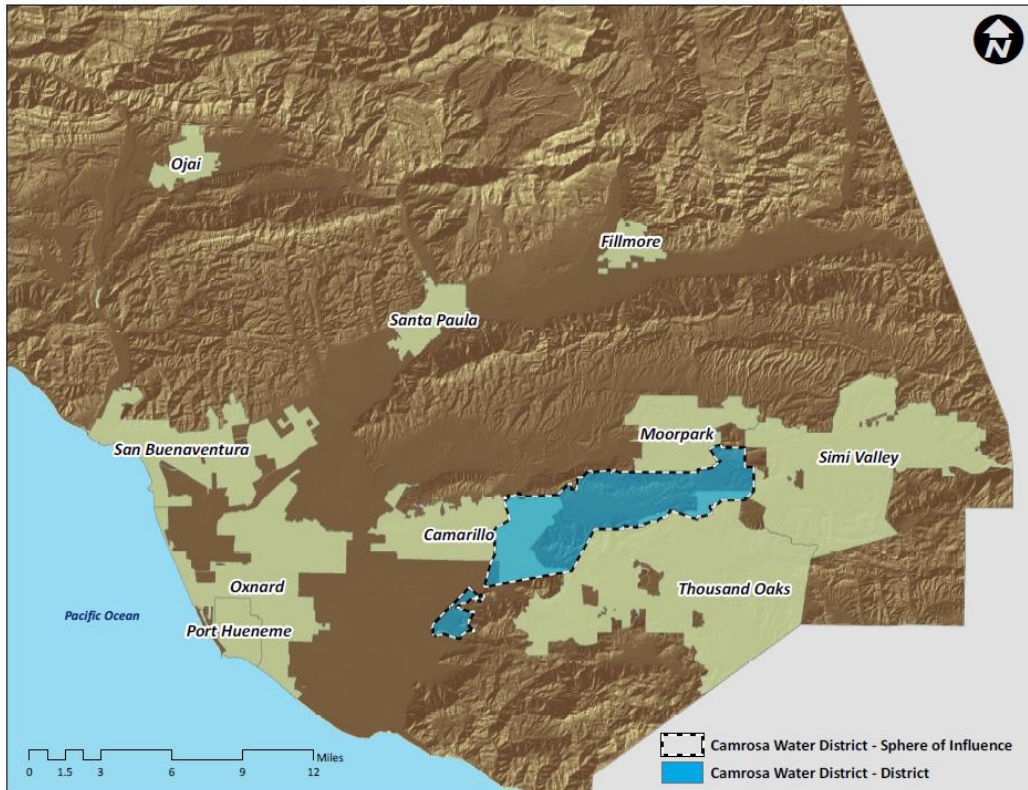 N
Ojai
Fillmore
Santa Paula
Moorpark
San Buenaventura
Simi Valley
Camarillo
Oxnard
Thousand Oaks
Pacific Ocean
Port Hueneme
Camrosa Water District - Sphere of Influence
Camrosa Water District - District
Miles
0 1.5 3 6 9 12